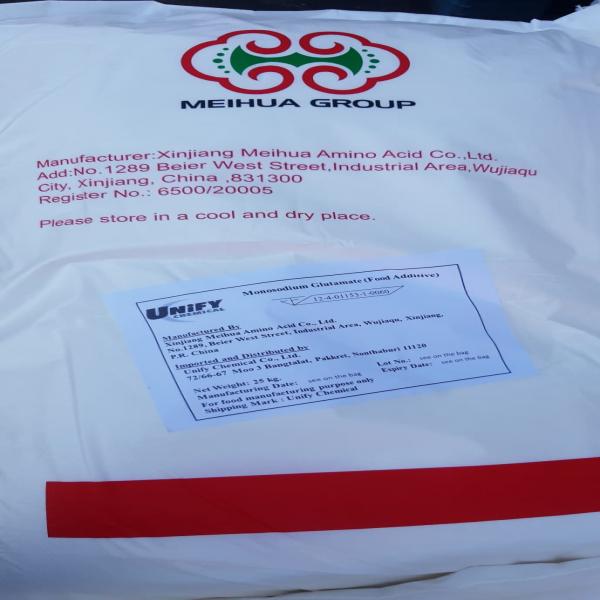 MEIHUA GROUP
Manufacturer:Xinjiang Meihua Amino Acid Co.,Ltd.
Add:No.1289 Beier West Street,Industrial Area,Wujiaqu
City, Xinjiang, China ,831300
Register No.: 6500/20005
Please store in a cool and dry place.
UNiFY
CHEMICAL
Monosodium Glutamate (Food Additive)
12-4-01153-1-0060
Manufactured By
Xinjiang Meihua Amino Acid Co., Ltd.
No.1289, Beier West Street, Industrial Area, Wujiaqu, Xinjiang,
P.R. China
Imported and Distributed by
Unify Chemical Co., Ltd.
72/66-67 Moo 3 Bangtalat, Pakkret, Nonthaburi 11120
Net Weight: 25 kg. Lot No.: see on the bag
Manufacturing Date: see on the bag Expiry Date: see on the bag
For food manufacturing purpose only
Shipping Mark : Unify Chemical